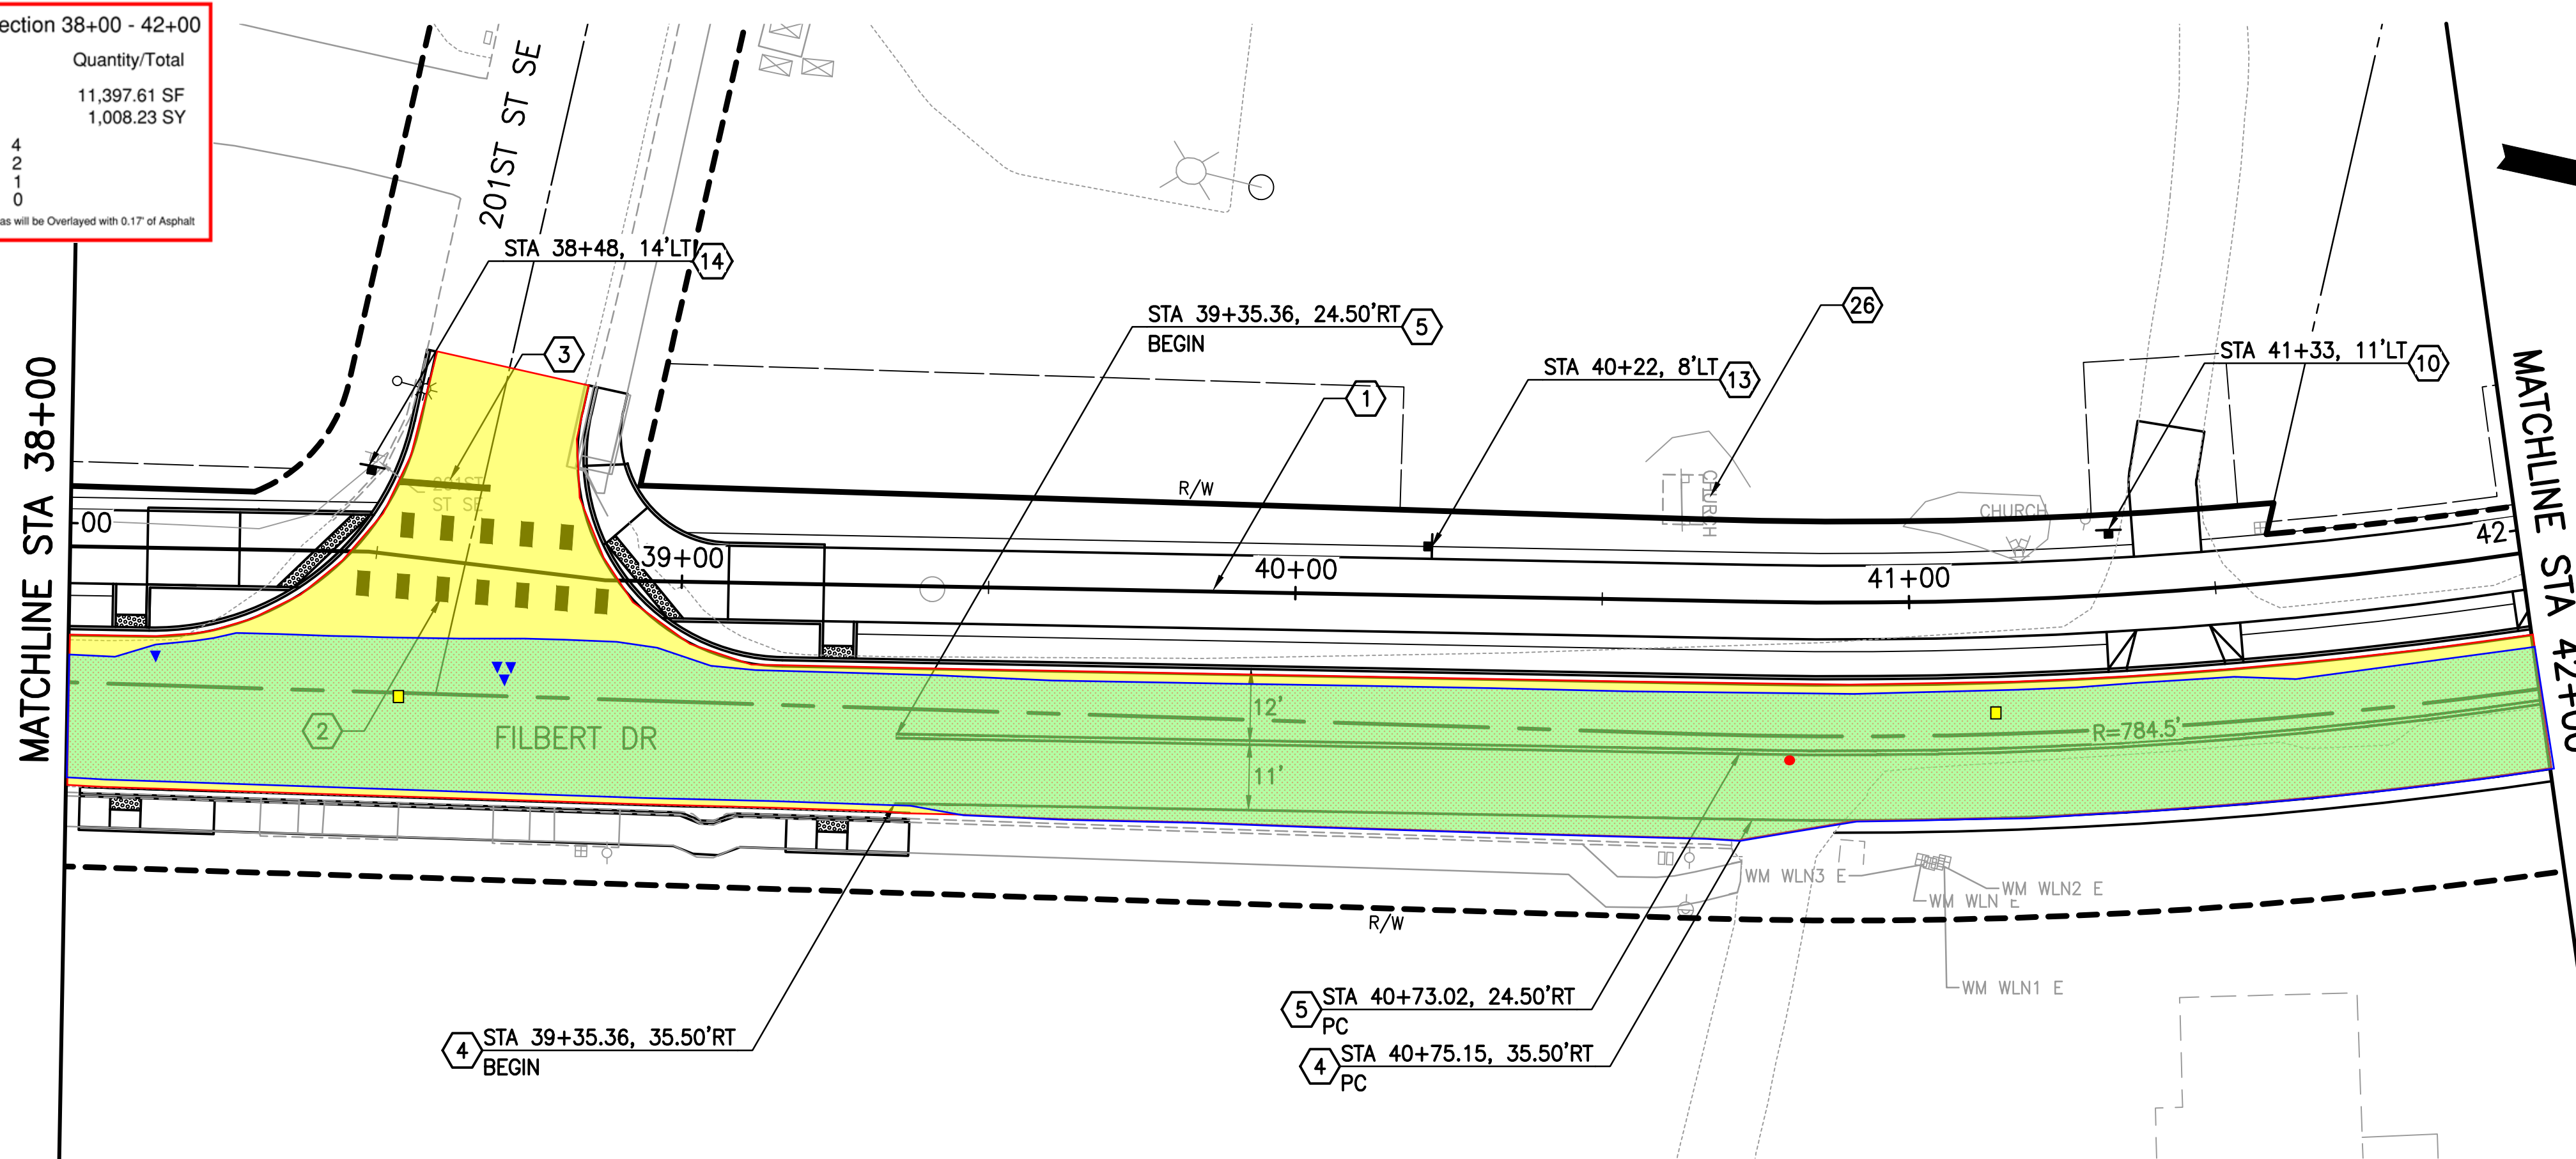 ection 38+00 - 42+00
Quantity/Total
11,397.61 SF
1,008.23 SY
4
2
1
0
as will be Overlayed with 0.17' of Asphalt
201ST ST SE
STA 38+48, 14'LT
14
3
STA 39+35.36, 24.50'RT
BEGIN
5
STA 40+22, 8'LT
13
1
26
STA 41+33, 11'LT
10
MATCHLINE STA 38+00
MATCHLINE STA 42+00
201ST
ST SE
R/W
CHURCH
CHURCH
-00
39+00
40+00
41+00
42-
2
FILBERT DR
12'
11'
R=784.5'
WM WLN3 E
WM WLN2 E
WM WLN E
WM WLN1 E
R/W
5
STA 40+73.02, 24.50'RT
PC
4
STA 39+35.36, 35.50'RT
BEGIN
4
STA 40+75.15, 35.50'RT
PC